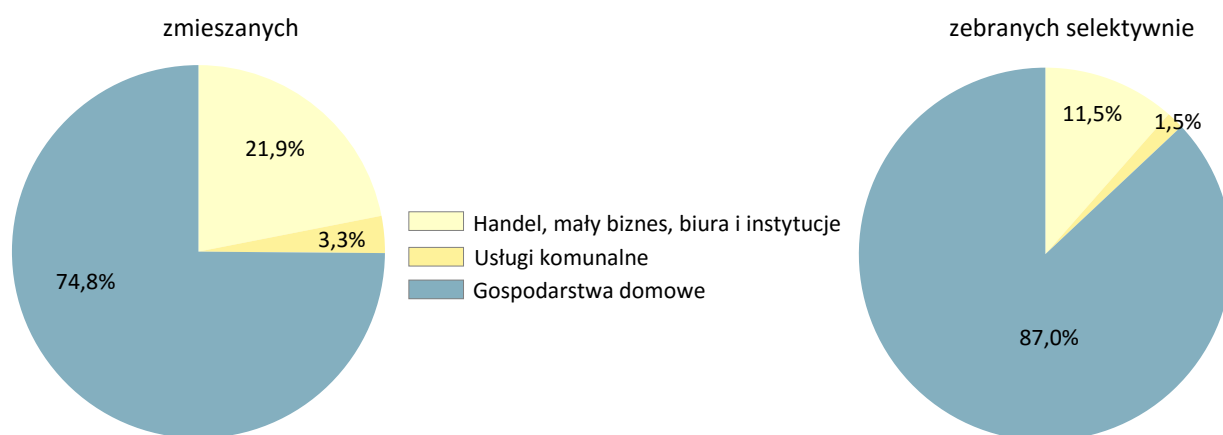 zmieszanych
21,9%
3,3%
74,8%
Handel, mały biznes, biura i instytucje
Usługi komunalne
Gospodarstwa domowe
zebranych selektywnie
11,5%
1,5%
87,0%